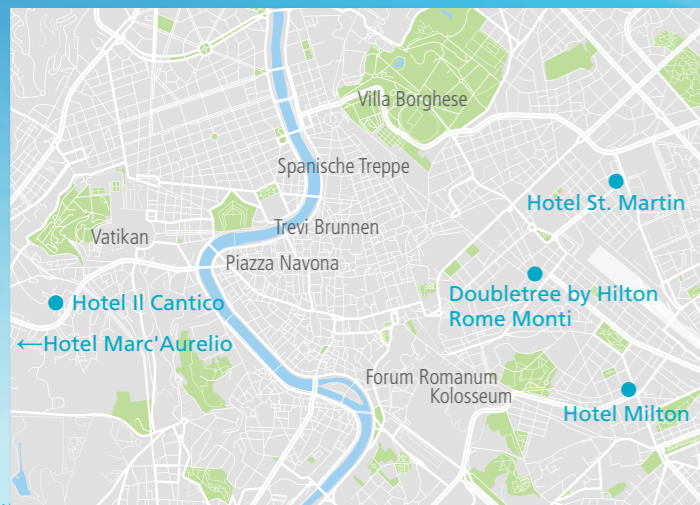 Villa Borghese
Spanische Treppe
Hotel St. Martin
Vatikan
Trevi Brunnen
Piazza Navona
Hotel Il Cantico
Doubletree by Hilton
Rome Monti
←Hotel Marc'Aurelio
Forum Romanum
Kolosseum
Hotel Milton